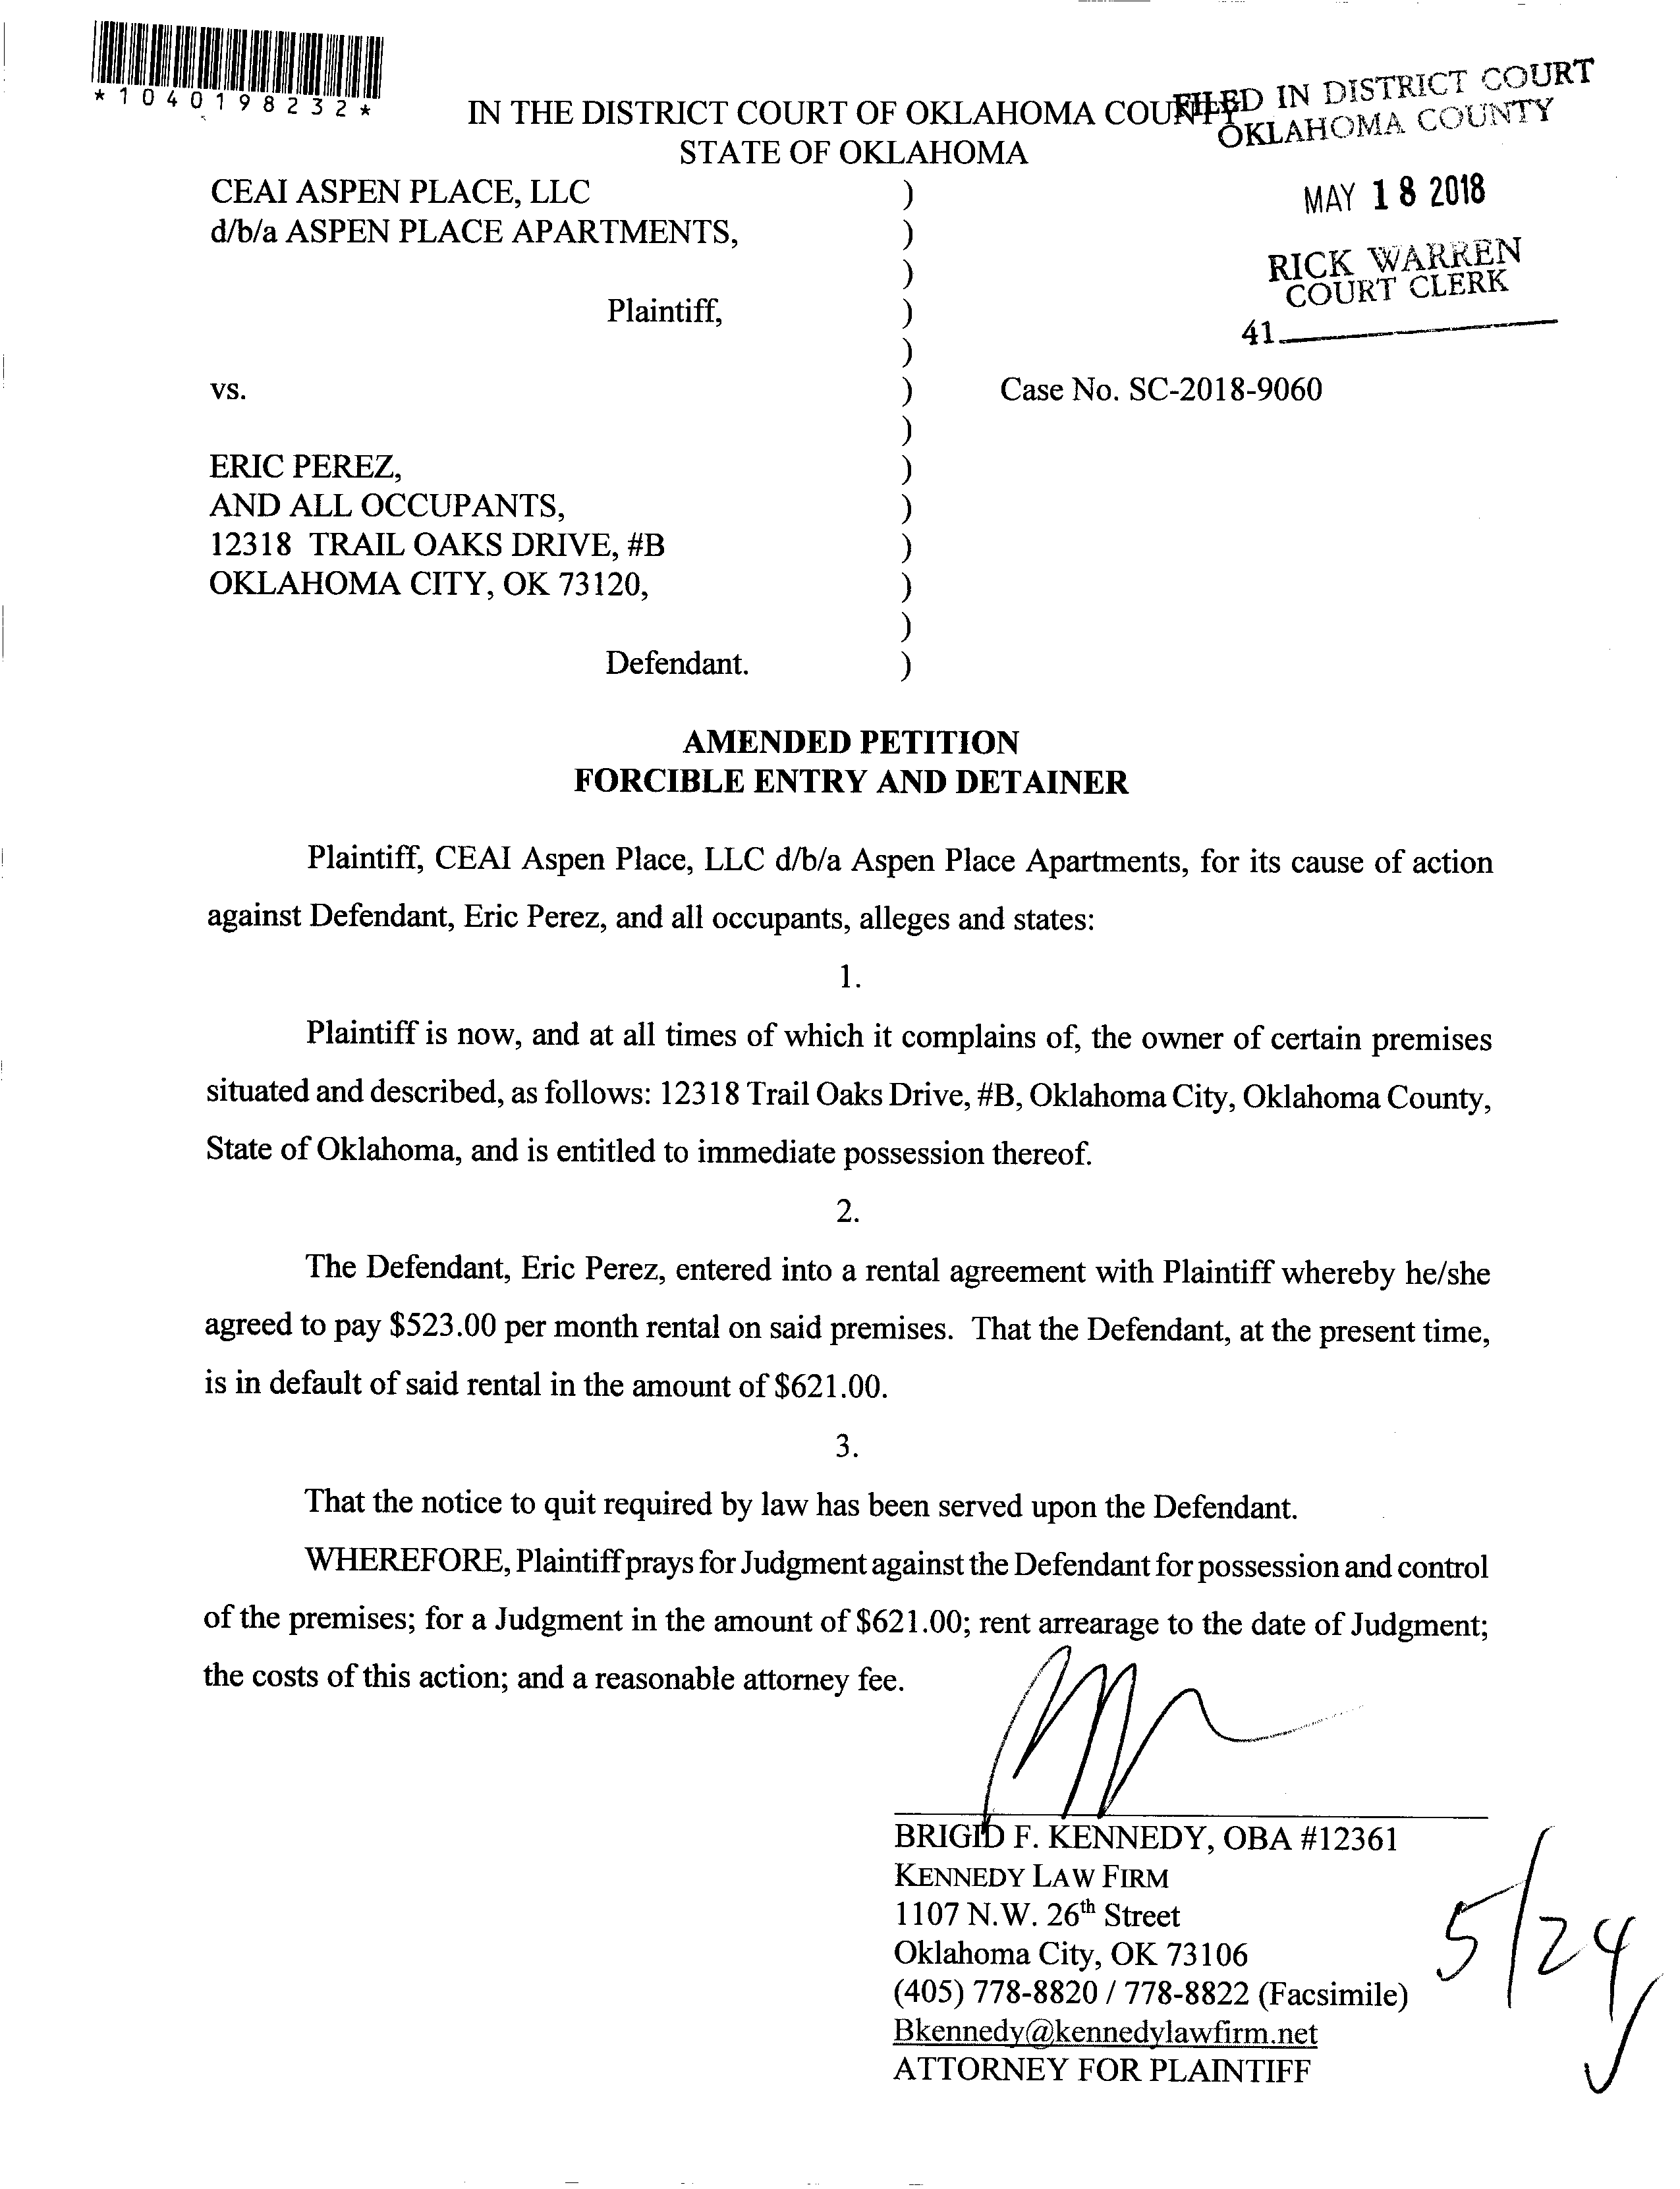 *1040198232*
IN THE DISTRICT COURT OF OKLAHOMA COUNTY
STATE OF OKLAHOMA
FILED IN DISTRICT COURT
OKLAHOMA COUNTY
MAY 18 2018
RICK WARREN
COURT CLERK
41
CEAI ASPEN PLACE, LLC )
d/b/a ASPEN PLACE APARTMENTS, )
)
Plaintiff, )
)
vs. ) Case No. SC-2018-9060
)
ERIC PEREZ, )
AND ALL OCCUPANTS, )
12318 TRAIL OAKS DRIVE, #B )
OKLAHOMA CITY, OK 73120, )
)
Defendant. )
AMENDED PETITION
FORCIBLE ENTRY AND DETAINER
Plaintiff, CEAI Aspen Place, LLC d/b/a Aspen Place Apartments, for its cause of action
against Defendant, Eric Perez, and all occupants, alleges and states:
1.
Plaintiff is now, and at all times of which it complains of, the owner of certain premises
situated and described, as follows: 12318 Trail Oaks Drive, #B, Oklahoma City, Oklahoma County,
State of Oklahoma, and is entitled to immediate possession thereof.
2.
The Defendant, Eric Perez, entered into a rental agreement with Plaintiff whereby he/she
agreed to pay $523.00 per month rental on said premises. That the Defendant, at the present time,
is in default of said rental in the amount of $621.00.
3.
That the notice to quit required by law has been served upon the Defendant.
WHEREFORE, Plaintiff prays for Judgment against the Defendant for possession and control
of the premises; for a Judgment in the amount of $621.00; rent arrearage to the date of Judgment;
the costs of this action; and a reasonable attorney fee.
BRIGID F. KENNEDY, OBA #12361
KENNEDY LAW FIRM
1107 N.W. 26th Street
Oklahoma City, OK 73106
(405) 778-8820 / 778-8822 (Facsimile)
Bkennedy@kennedylawfirm.net
ATTORNEY FOR PLAINTIFF
5/24